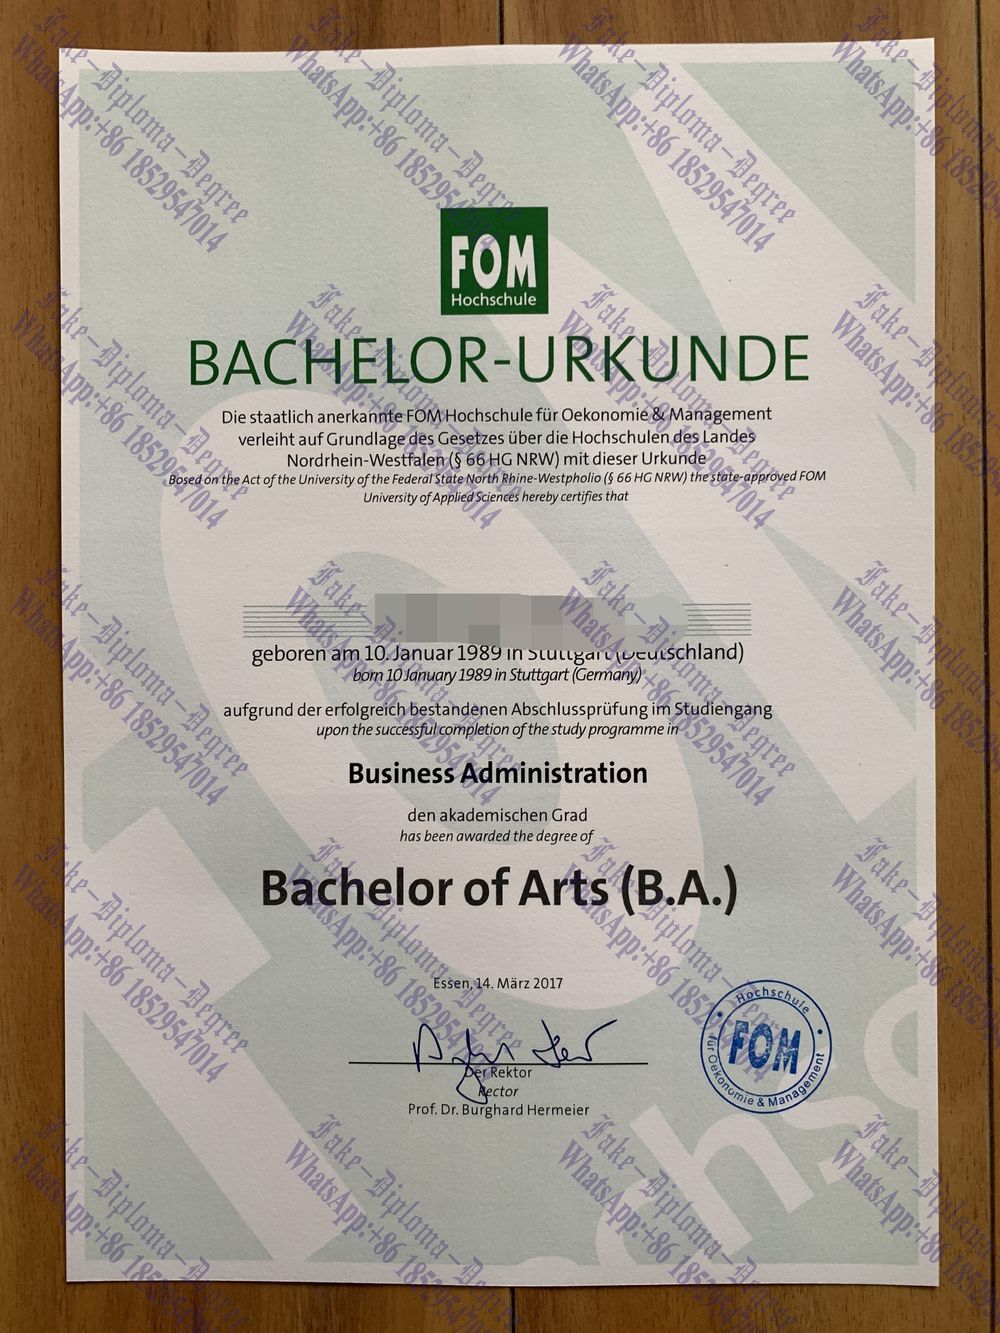 FOM
Hochschule
BACHELOR-URKUNDE
Die staatlich anerkannte FOM Hochschule für Oekonomie & Management
verleiht auf Grundlage des Gesetzes über die Hochschulen des Landes
Nordrhein-Westfalen (§ 66 HG NRW) mit dieser Urkunde
Bosed on the Act of the University of the Federal State North Rhine-Westpholio (§ 66 HG NRW) the state-approved FOM
University of Applied Sciences hereby certifies that
geboren am 10. Januar 1989 in Stuttgart (Deutschland)
born 10 January 1989 in Stuttgart (Germany)
aufgrund der erfolgreich bestandenen Abschlussprüfung im Studiengang
upon the successful completion of the study programme in
Business Administration
den akademischen Grad
has been awarded the degree of
Bachelor of Arts (B.A.)
Essen, 14. März 2017
Der Rektor
Rector
Prof. Dr. Burghard Hermeier
Hochschule
FOM
für Oekonomie & Management
Fake-Diploma-Degree
WhatsApp:+86 18529547014